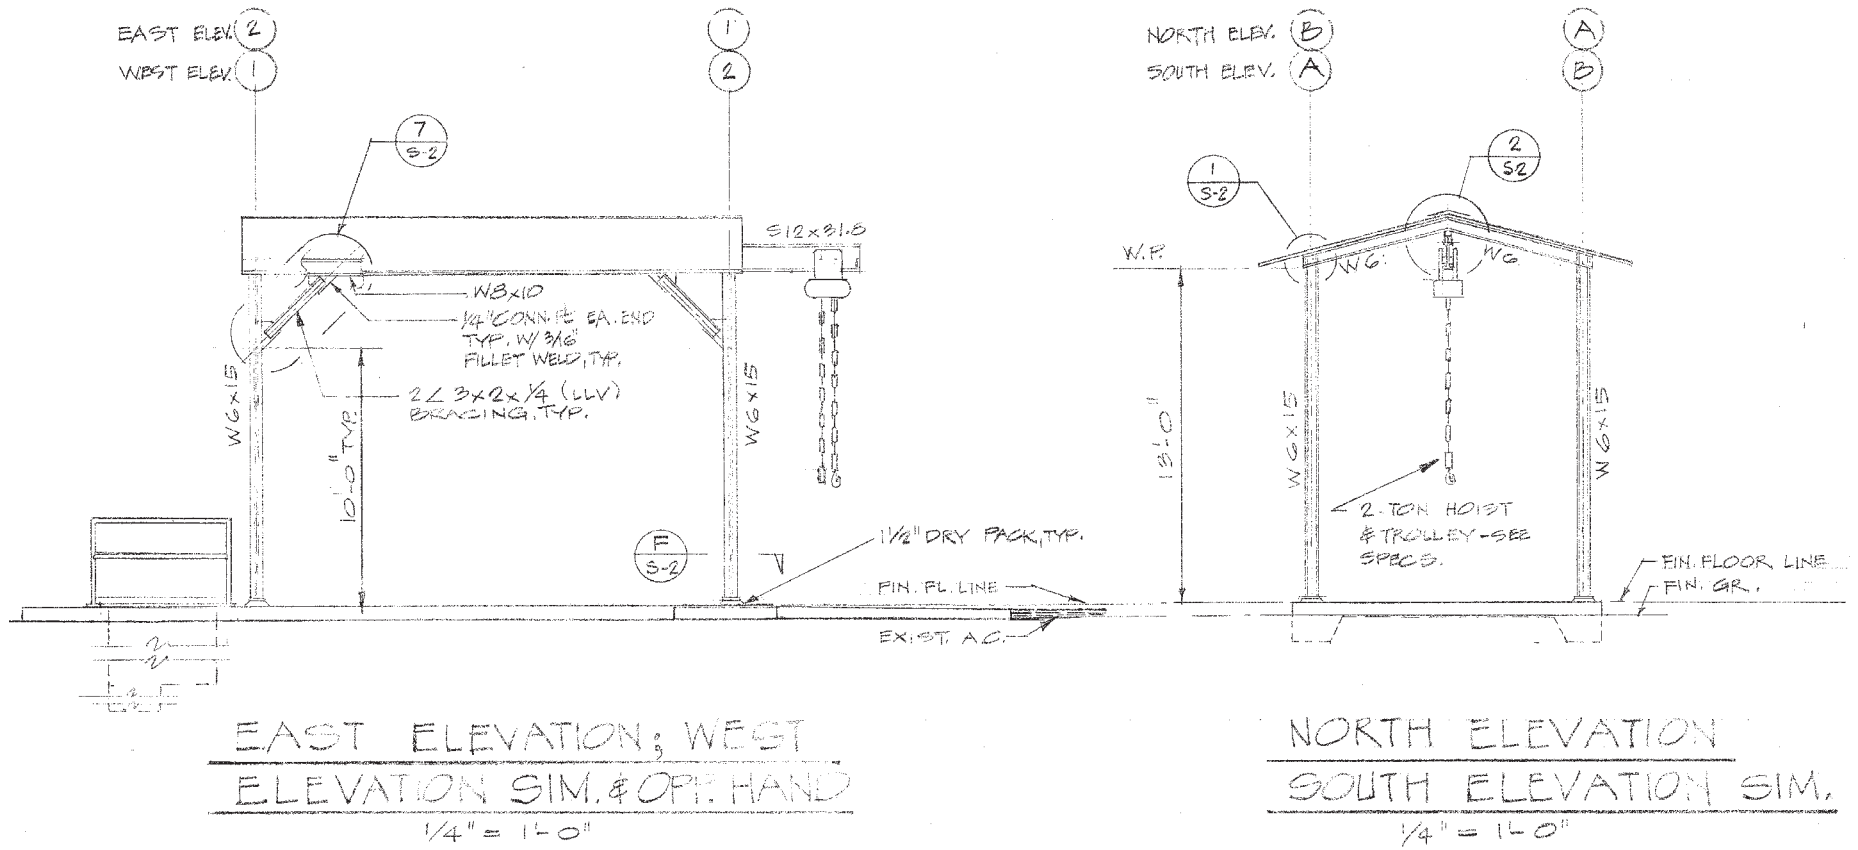 EAST ELEV. 2
WEST ELEV. 1
1
2
7
S-2
S12x31.8
W8x10
1/4" CONN. PL EA. END
TYP. W/ 3/16"
FILLET WELD, TYP.
2 ∠ 3x2x1/4 (LLV)
BRACING, TYP.
W6x15
10'-0" TYP.
W6x15
F
S-2
1 1/2" DRY PACK, TYP.
FIN. FL. LINE
EXIST. A.C.
EAST ELEVATION; WEST
ELEVATION SIM. & OPP. HAND
1/4" = 1'-0"
NORTH ELEV. B
SOUTH ELEV. A
A
B
1
S-2
2
S-2
W.P.
W6
W6
13'-0"
W6x15
W6x15
2-TON HOIST
& TROLLEY-SEE
SPECS.
FIN. FLOOR LINE
FIN. GR.
NORTH ELEVATION
SOUTH ELEVATION SIM.
1/4" = 1'-0"